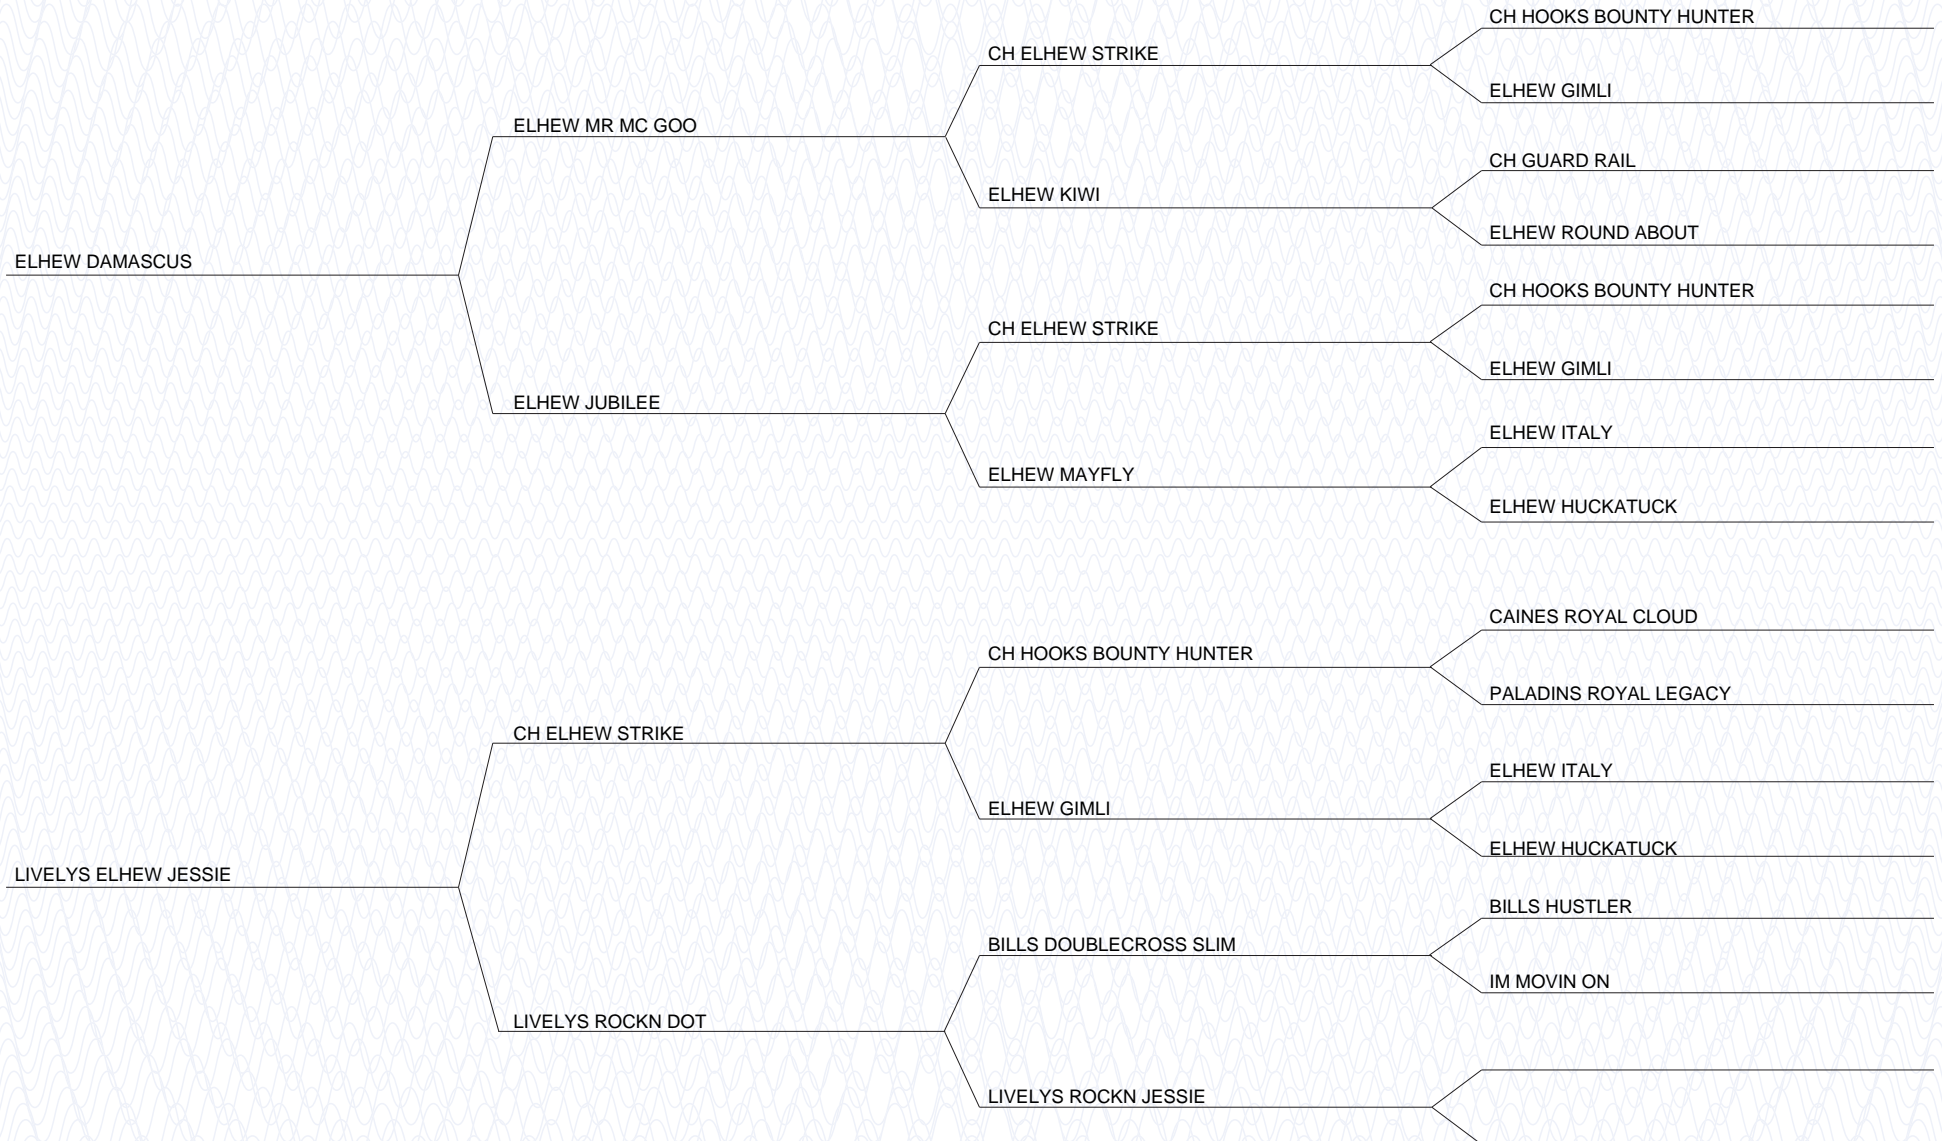 CH HOOKS BOUNTY HUNTER
CH ELHEW STRIKE
ELHEW GIMLI
ELHEW MR MC GOO
CH GUARD RAIL
ELHEW KIWI
ELHEW ROUND ABOUT
ELHEW DAMASCUS
CH HOOKS BOUNTY HUNTER
CH ELHEW STRIKE
ELHEW GIMLI
ELHEW JUBILEE
ELHEW ITALY
ELHEW MAYFLY
ELHEW HUCKATUCK
CAINES ROYAL CLOUD
CH HOOKS BOUNTY HUNTER
PALADINS ROYAL LEGACY
CH ELHEW STRIKE
ELHEW ITALY
ELHEW GIMLI
ELHEW HUCKATUCK
LIVELYS ELHEW JESSIE
BILLS HUSTLER
BILLS DOUBLECROSS SLIM
IM MOVIN ON
LIVELYS ROCKN DOT
LIVELYS ROCKN JESSIE